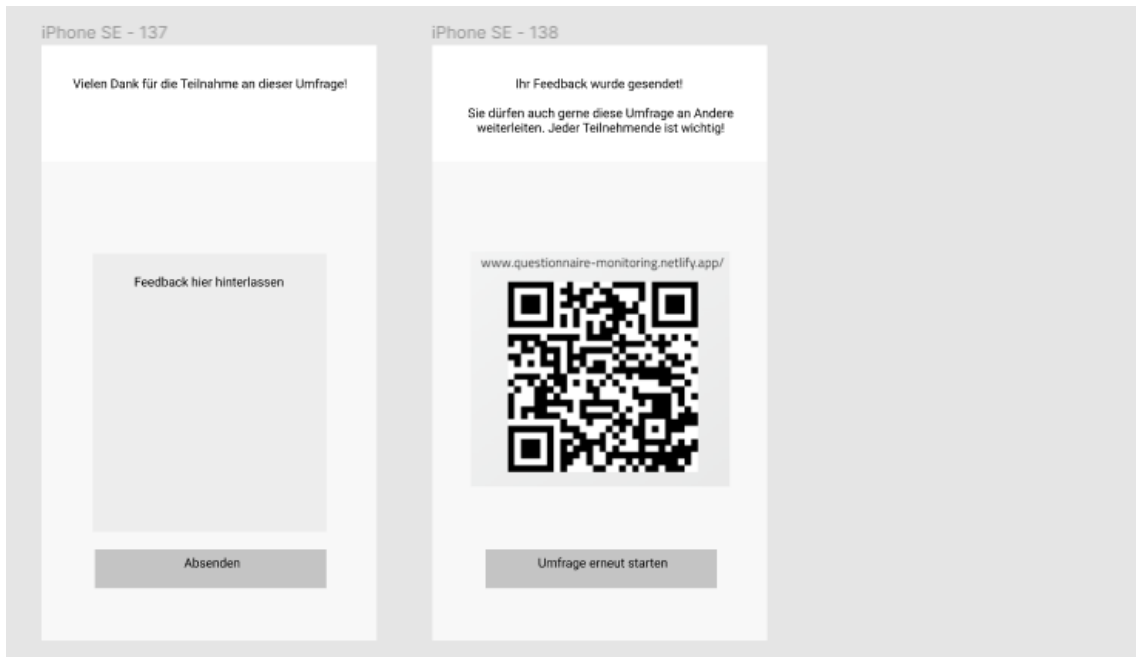 iPhone SE - 137
Vielen Dank für die Teilnahme an dieser Umfrage!
Feedback hier hinterlassen
Absenden
iPhone SE - 138
Ihr Feedback wurde gesendet!
Sie dürfen auch gerne diese Umfrage an Andere
weiterleiten. Jeder Teilnehmende ist wichtig!
www.questionnaire-monitoring.netlify.app/
Umfrage erneut starten